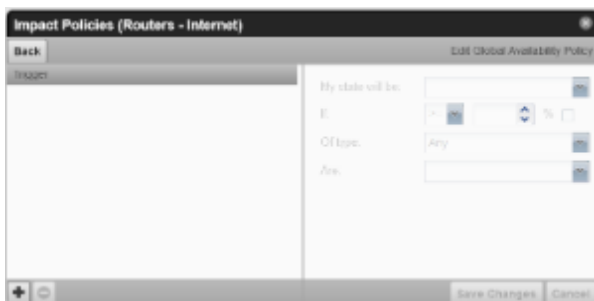 Impact Policies (Routers - Internet)
Back
Edit Global Availability Policy
Trigger
My state will be:
If:
%
Of type:
Any
Are:
Save Changes
Cancel